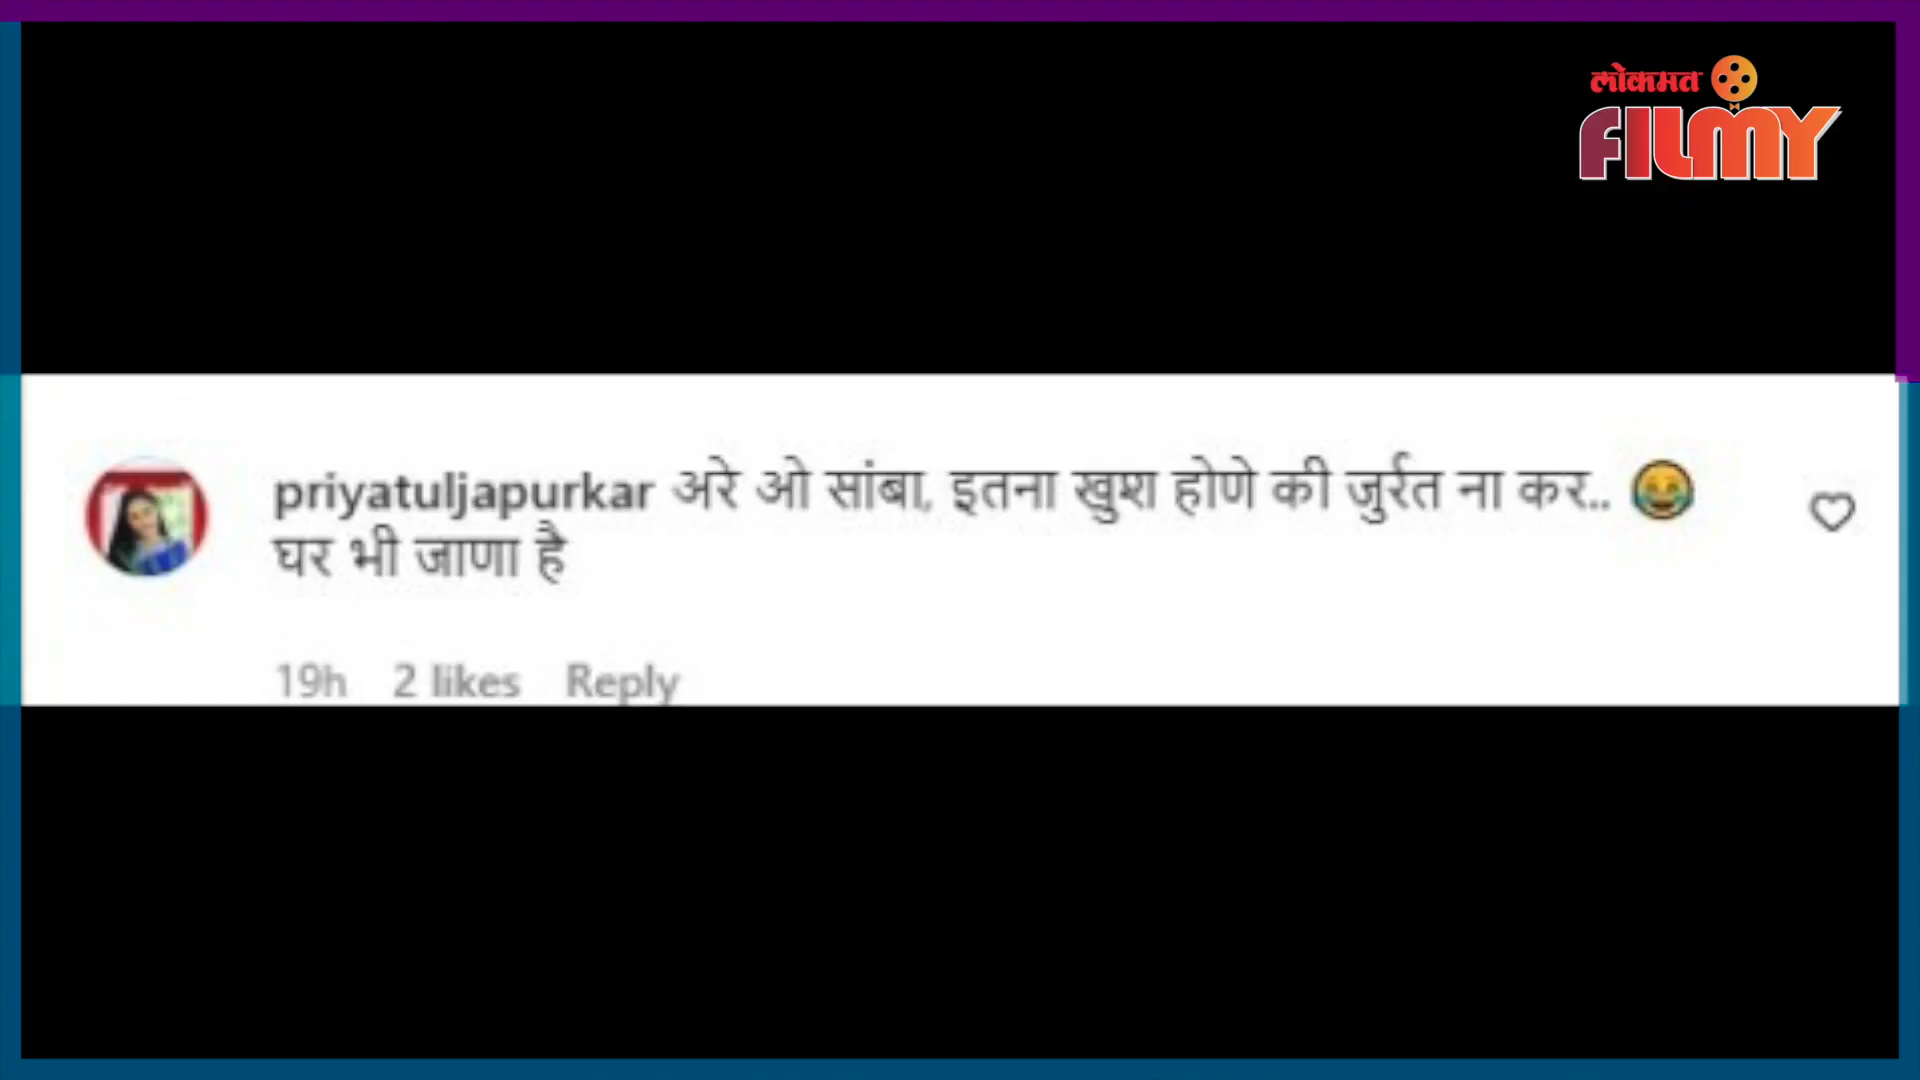 लोकमत
FILMY
priyatuljapurkar अरे ओ सांबा, इतना खुश होणे की जुर्रत ना कर.. 😂
घर भी जाणा है
19h 2 likes Reply